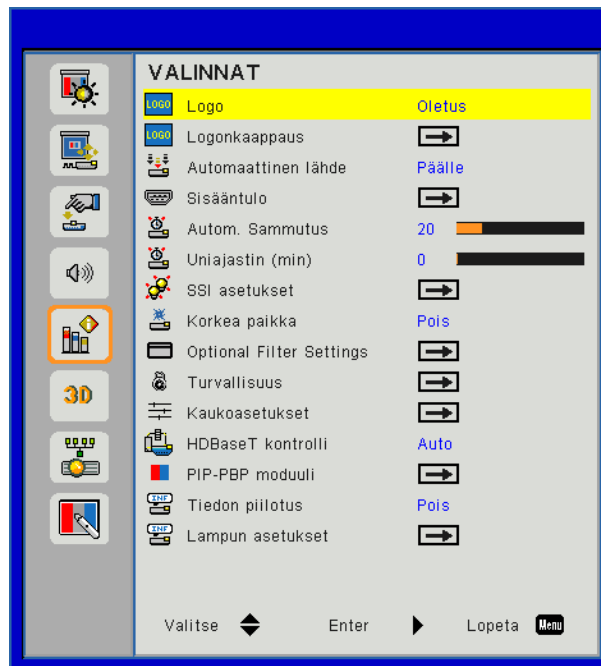 VALINNAT
LOGO Logo Oletus
LOGO Logonkaappaus
Automaattinen lähde Päälle
Sisääntulo
Autom. Sammutus 20
Uniajastin (min) 0
SSI asetukset
Korkea paikka Pois
Optional Filter Settings
Turvallisuus
3D
Kaukoasetukset
HDBaseT kontrolli Auto
PIP-PBP moduuli
INF Tiedon piilotus Pois
INF Lampun asetukset
Valitse Enter Lopeta Menu